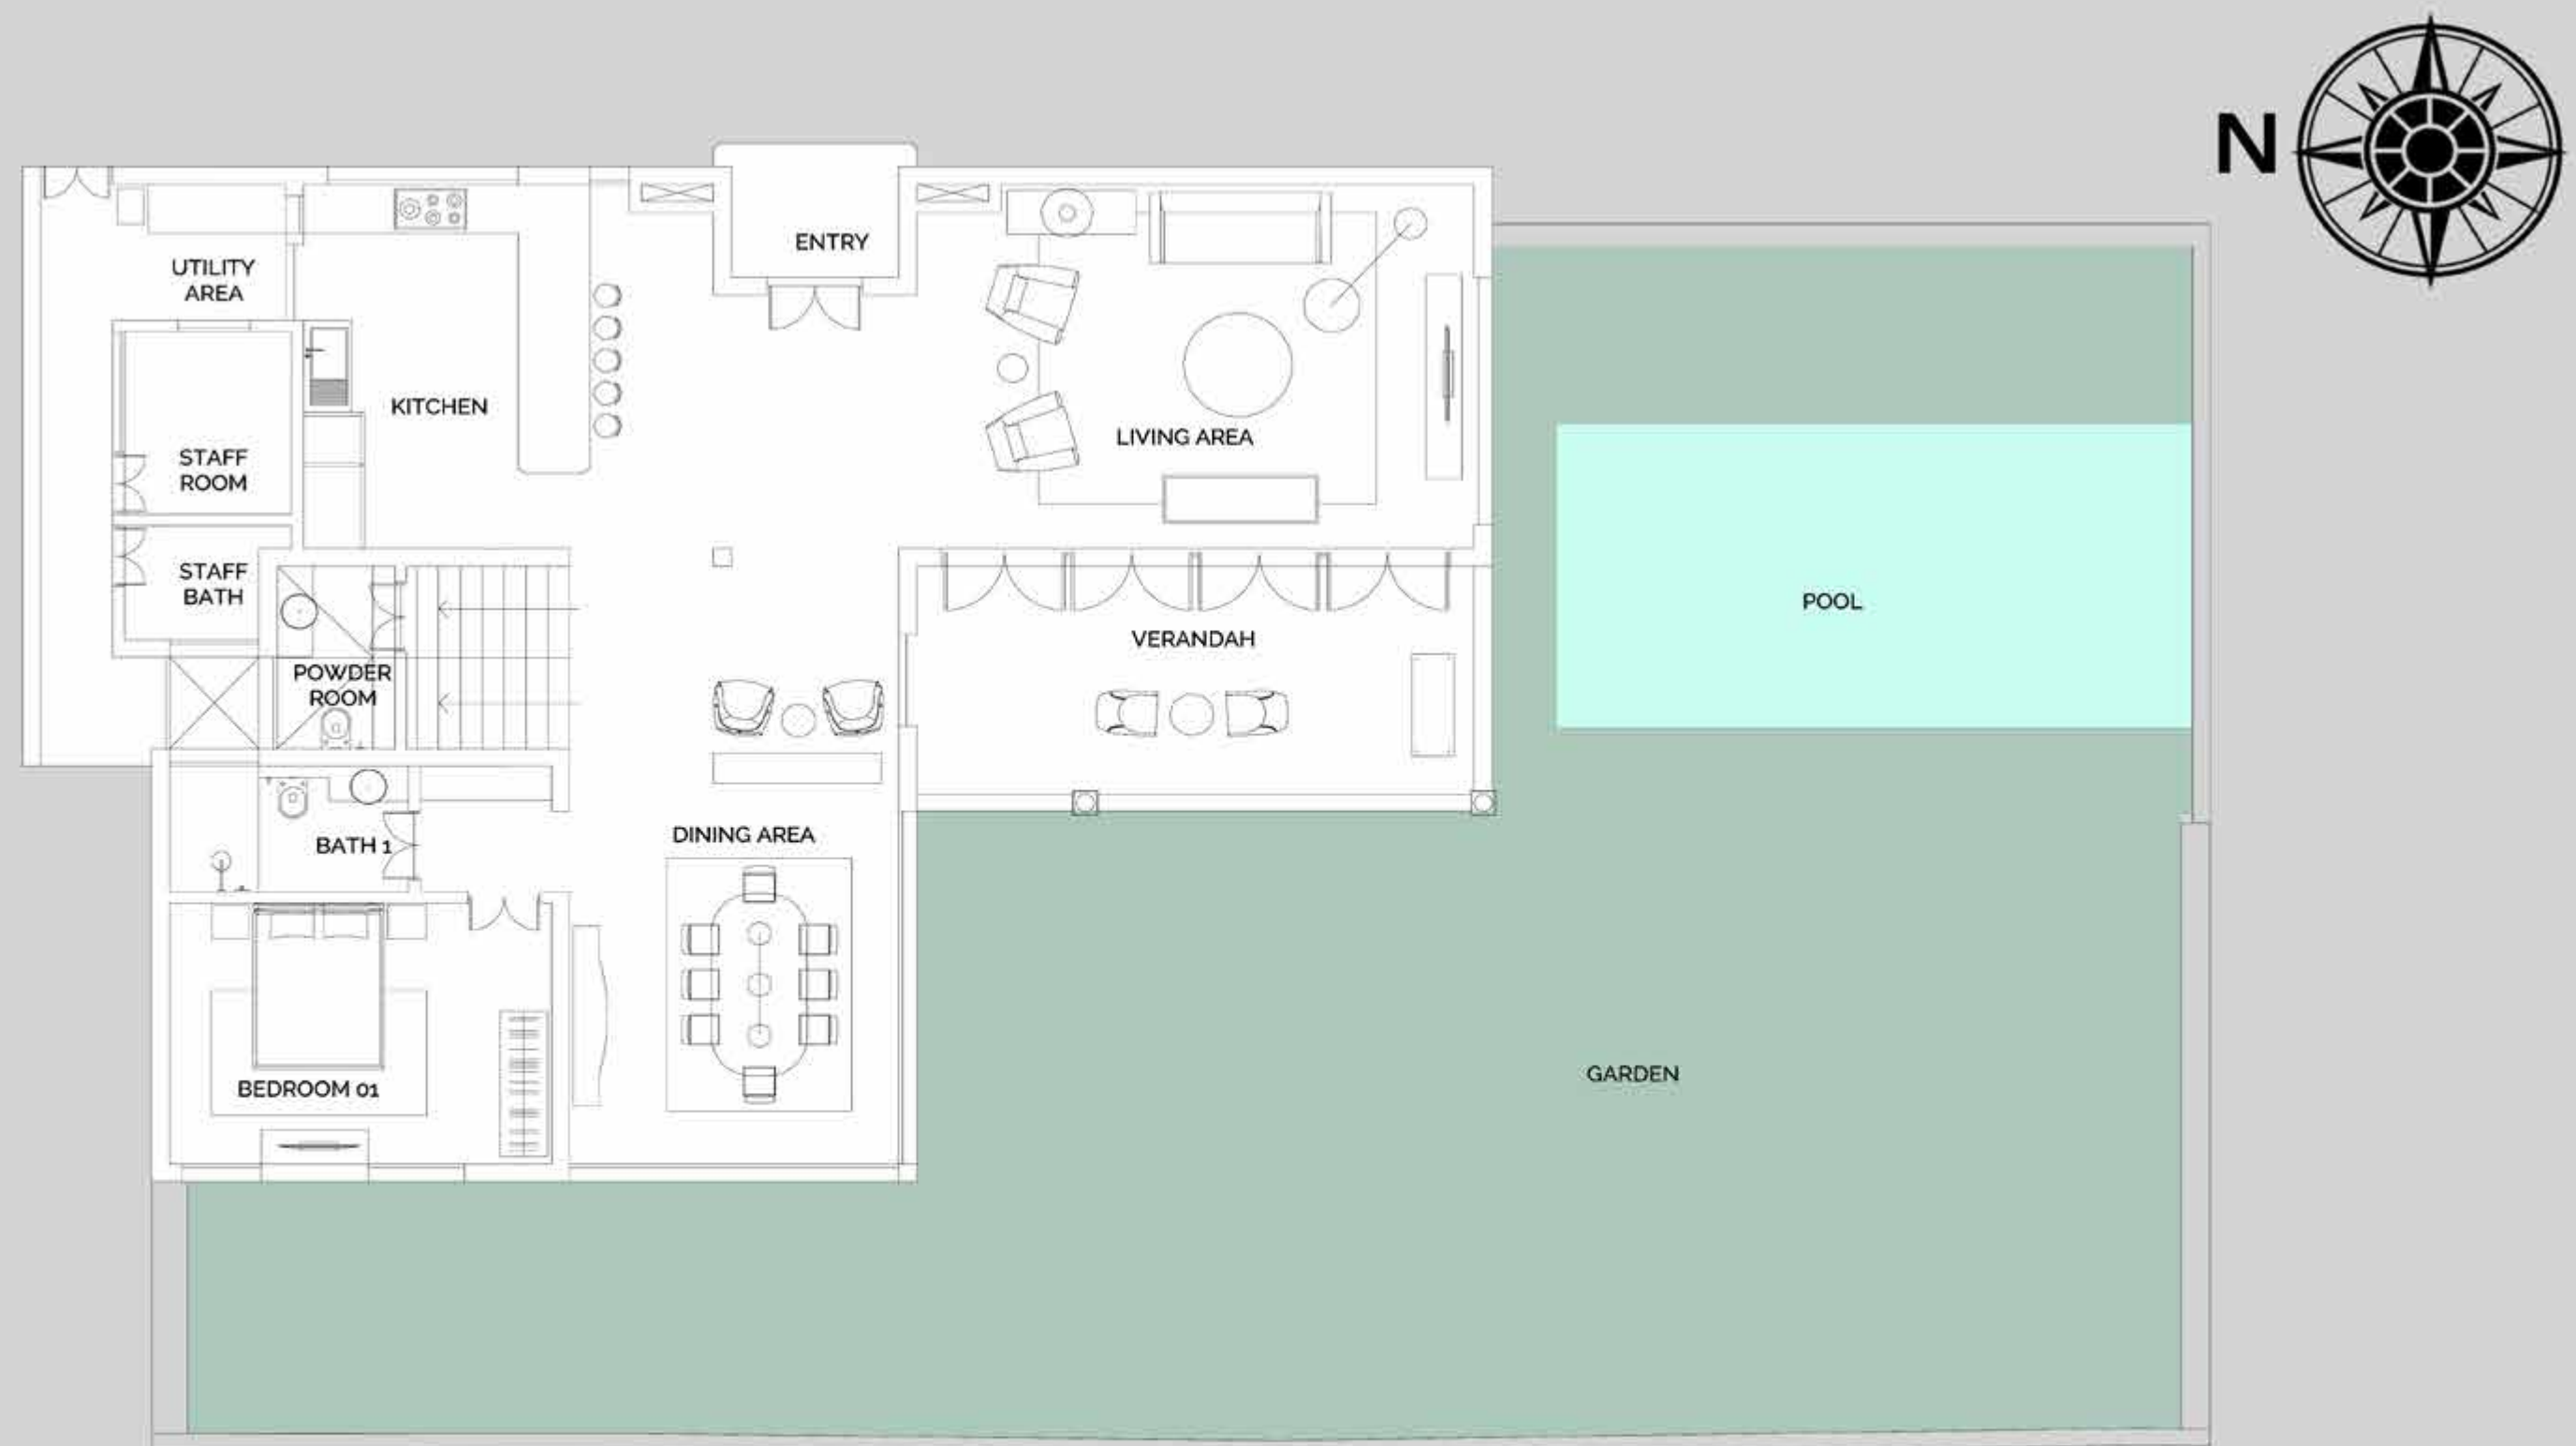 N
ENTRY
UTILITY
AREA
KITCHEN
LIVING AREA
STAFF
ROOM
STAFF
BATH
POOL
VERANDAH
POWDER
ROOM
DINING AREA
BATH 1
GARDEN
BEDROOM 01